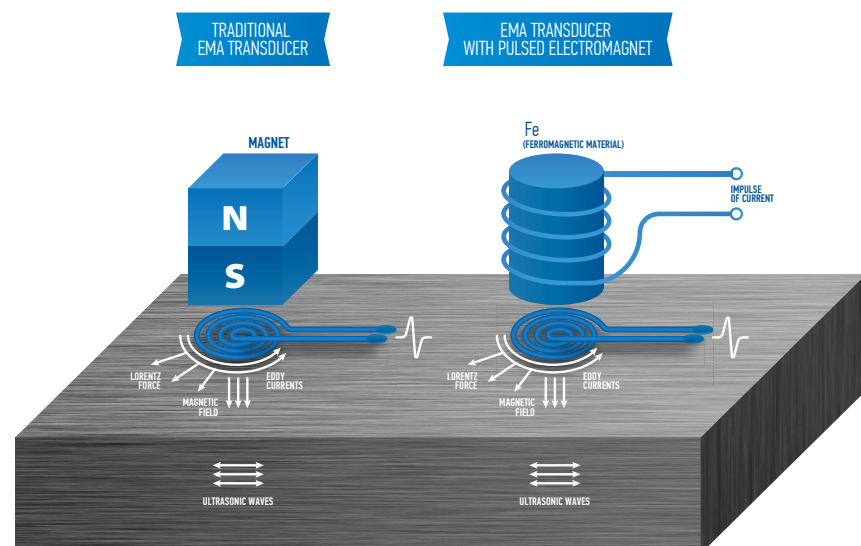 TRADITIONAL
EMA TRANSDUCER
EMA TRANSDUCER
WITH PULSED ELECTROMAGNET
MAGNET
N
S
Fe
(FERROMAGNETIC MATERIAL)
IMPULSE
OF CURRENT
LORENTZ
FORCE
EDDY
CURRENTS
MAGNETIC
FIELD
LORENTZ
FORCE
EDDY
CURRENTS
MAGNETIC
FIELD
ULTRASONIC WAVES
ULTRASONIC WAVES